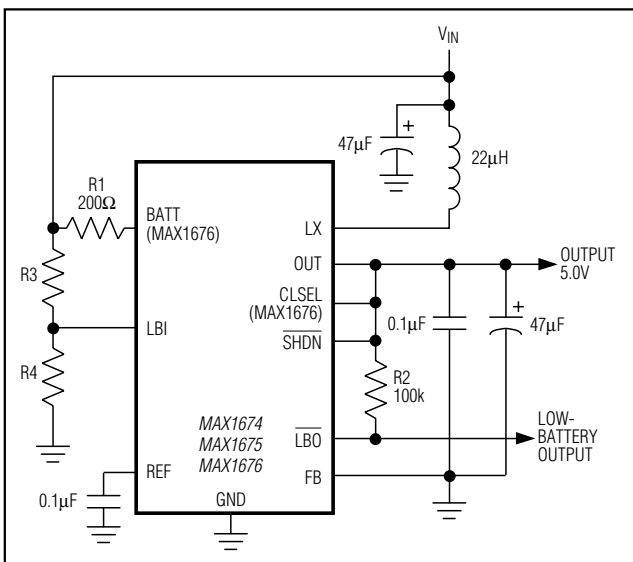 VIN
47µF
+
22µH
R1
200Ω
BATT
(MAX1676)
LX
OUT
OUTPUT
5.0V
R3
CLSEL
(MAX1676)
0.1µF
+
47µF
LBI
SHDN
R4
R2
100k
MAX1674
MAX1675
MAX1676
LBO
LOW-
BATTERY
OUTPUT
REF
FB
0.1µF
GND